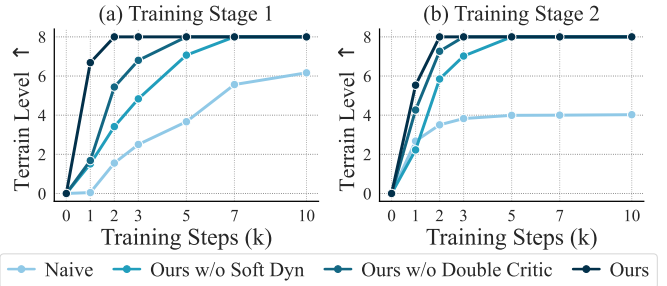 (a) Training Stage 1
(b) Training Stage 2
Terrain Level ↑
8
6
4
2
0
0 1 2 3 5 7 10
Training Steps (k)
Terrain Level ↑
8
6
4
2
0
0 1 2 3 5 7 10
Training Steps (k)
Naive Ours w/o Soft Dyn Ours w/o Double Critic Ours